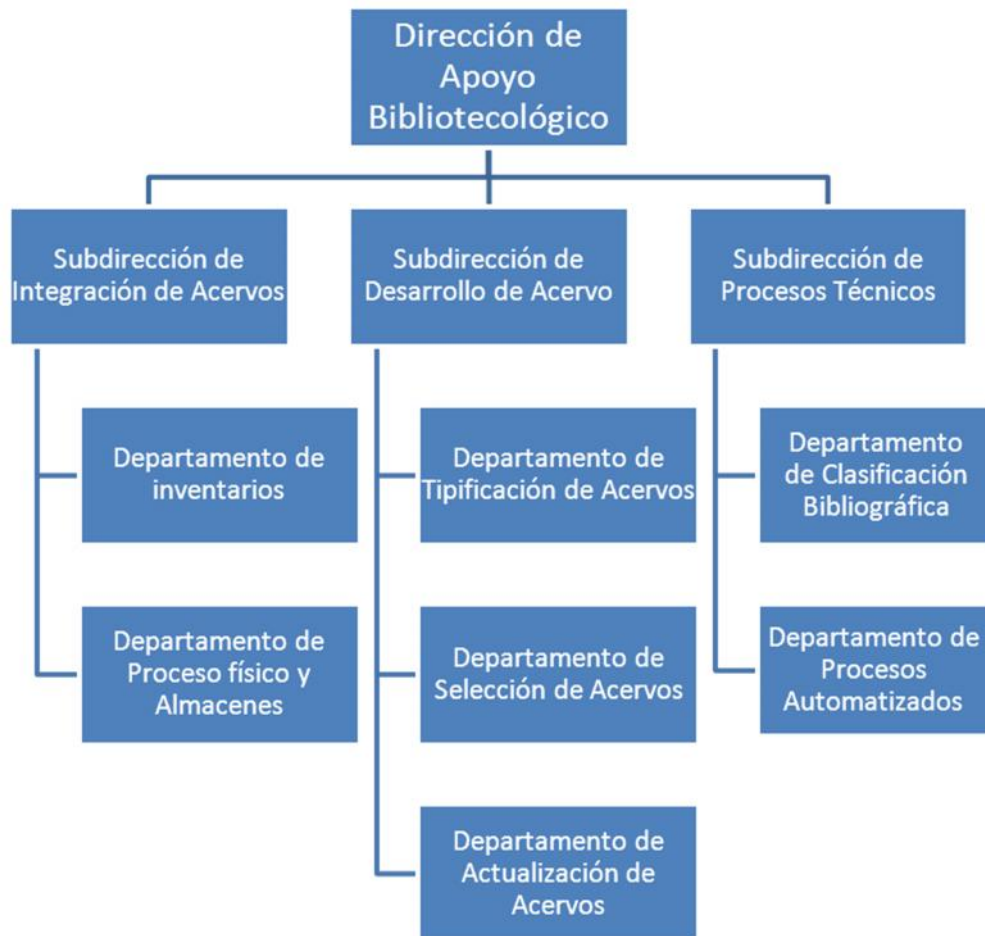 Dirección de
Apoyo
Bibliotecológico
Subdirección de
Integración de Acervos
Subdirección de
Desarrollo de Acervo
Subdirección de
Procesos Técnicos
Departamento de
inventarios
Departamento de
Tipificación de Acervos
Departamento
de Clasificación
Bibliográfica
Departamento de
Proceso físico y
Almacenes
Departamento de
Selección de Acervos
Departamento de
Procesos
Automatizados
Departamento de
Actualización de
Acervos